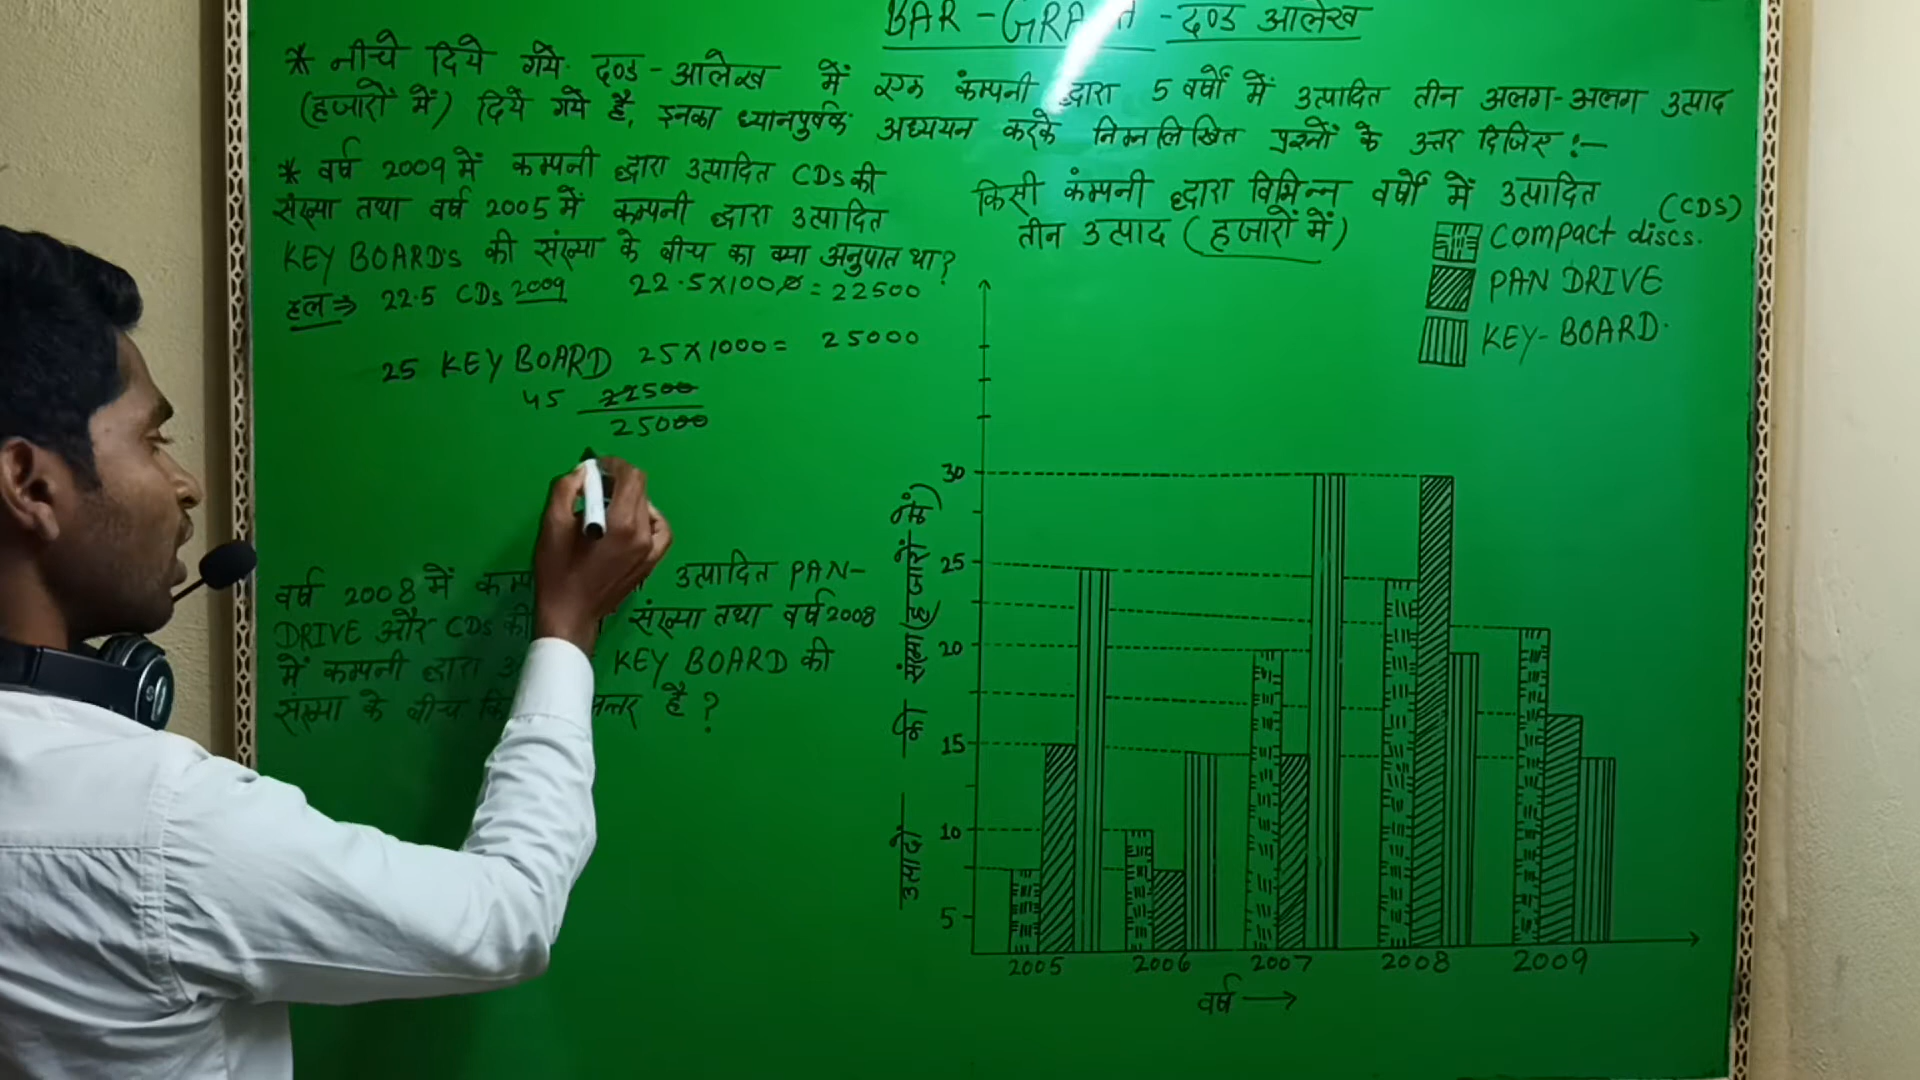 BAR-GRA - दण्ड आलेख
* नीचे दिये गये दण्ड-आलेख में एक कंम्पनी द्वारा 5 वर्षों में उत्पादित तीन अलग-अलग उत्पाद
(हजारों में) दिये गये है, इनका ध्यानपुर्वक अध्ययन करके निम्नलिखित प्रश्नों के उत्तर दिजिए :-
* वर्ष 2009 में कम्पनी द्वारा उत्पादित CDs की
संख्या तथा वर्ष 2005 में कम्पनी द्वारा उत्पादित
KEY BOARD's की संख्या के बीच का क्या अनुपात था?
हल ⇒ 22.5 CDs 2009 22.5×1000 = 22500
25 KEY BOARD 25×1000= 25000
45 22500
25000
वर्ष 2008 में उत्पादित PAN-
DRIVE और CDs की संख्या तथा वर्ष 2008
में कम्पनी द्वारा KEY BOARD की
संख्या के बीच है ?
किसी कंम्पनी द्वारा विभिन्न वर्षों में उत्पादित
तीन उत्पाद (हजारों में)
(CDS)
Compact discs.
PAN DRIVE
KEY-BOARD.
उत्पादो की संख्या (हजारों में)
30
25
20
15
10
5
2005 2006 2007 2008 2009
वर्ष →